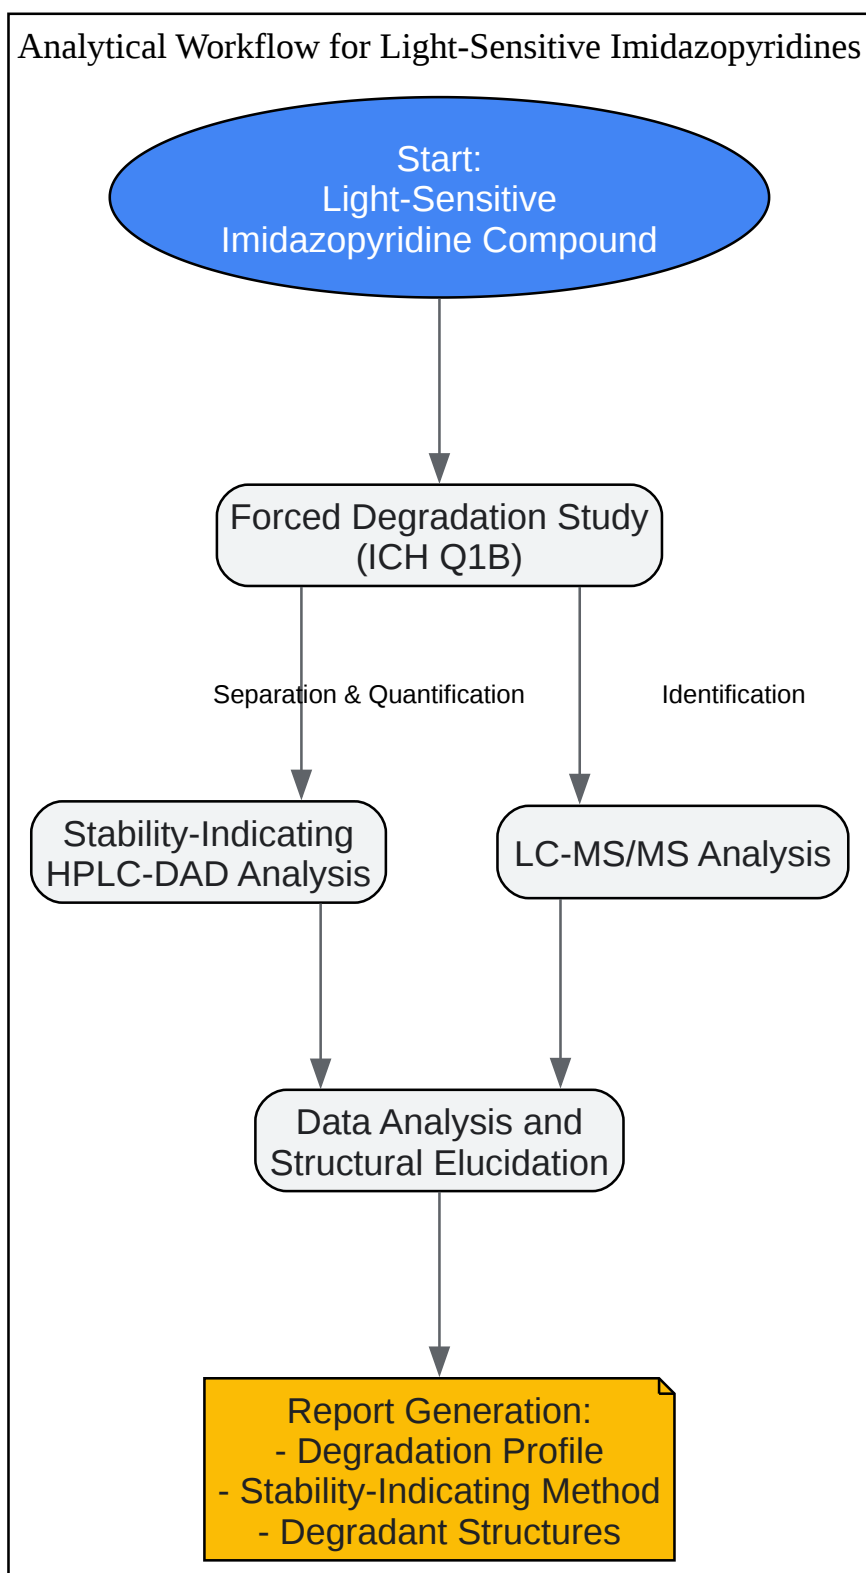 Analytical Workflow for Light-Sensitive Imidazopyridines
Start:
Light-Sensitive
Imidazopyridine Compound
Forced Degradation Study
(ICH Q1B)
Separation & Quantification
Identification
Stability-Indicating
HPLC-DAD Analysis
LC-MS/MS Analysis
Data Analysis and
Structural Elucidation
Report Generation:
- Degradation Profile
- Stability-Indicating Method
- Degradant Structures